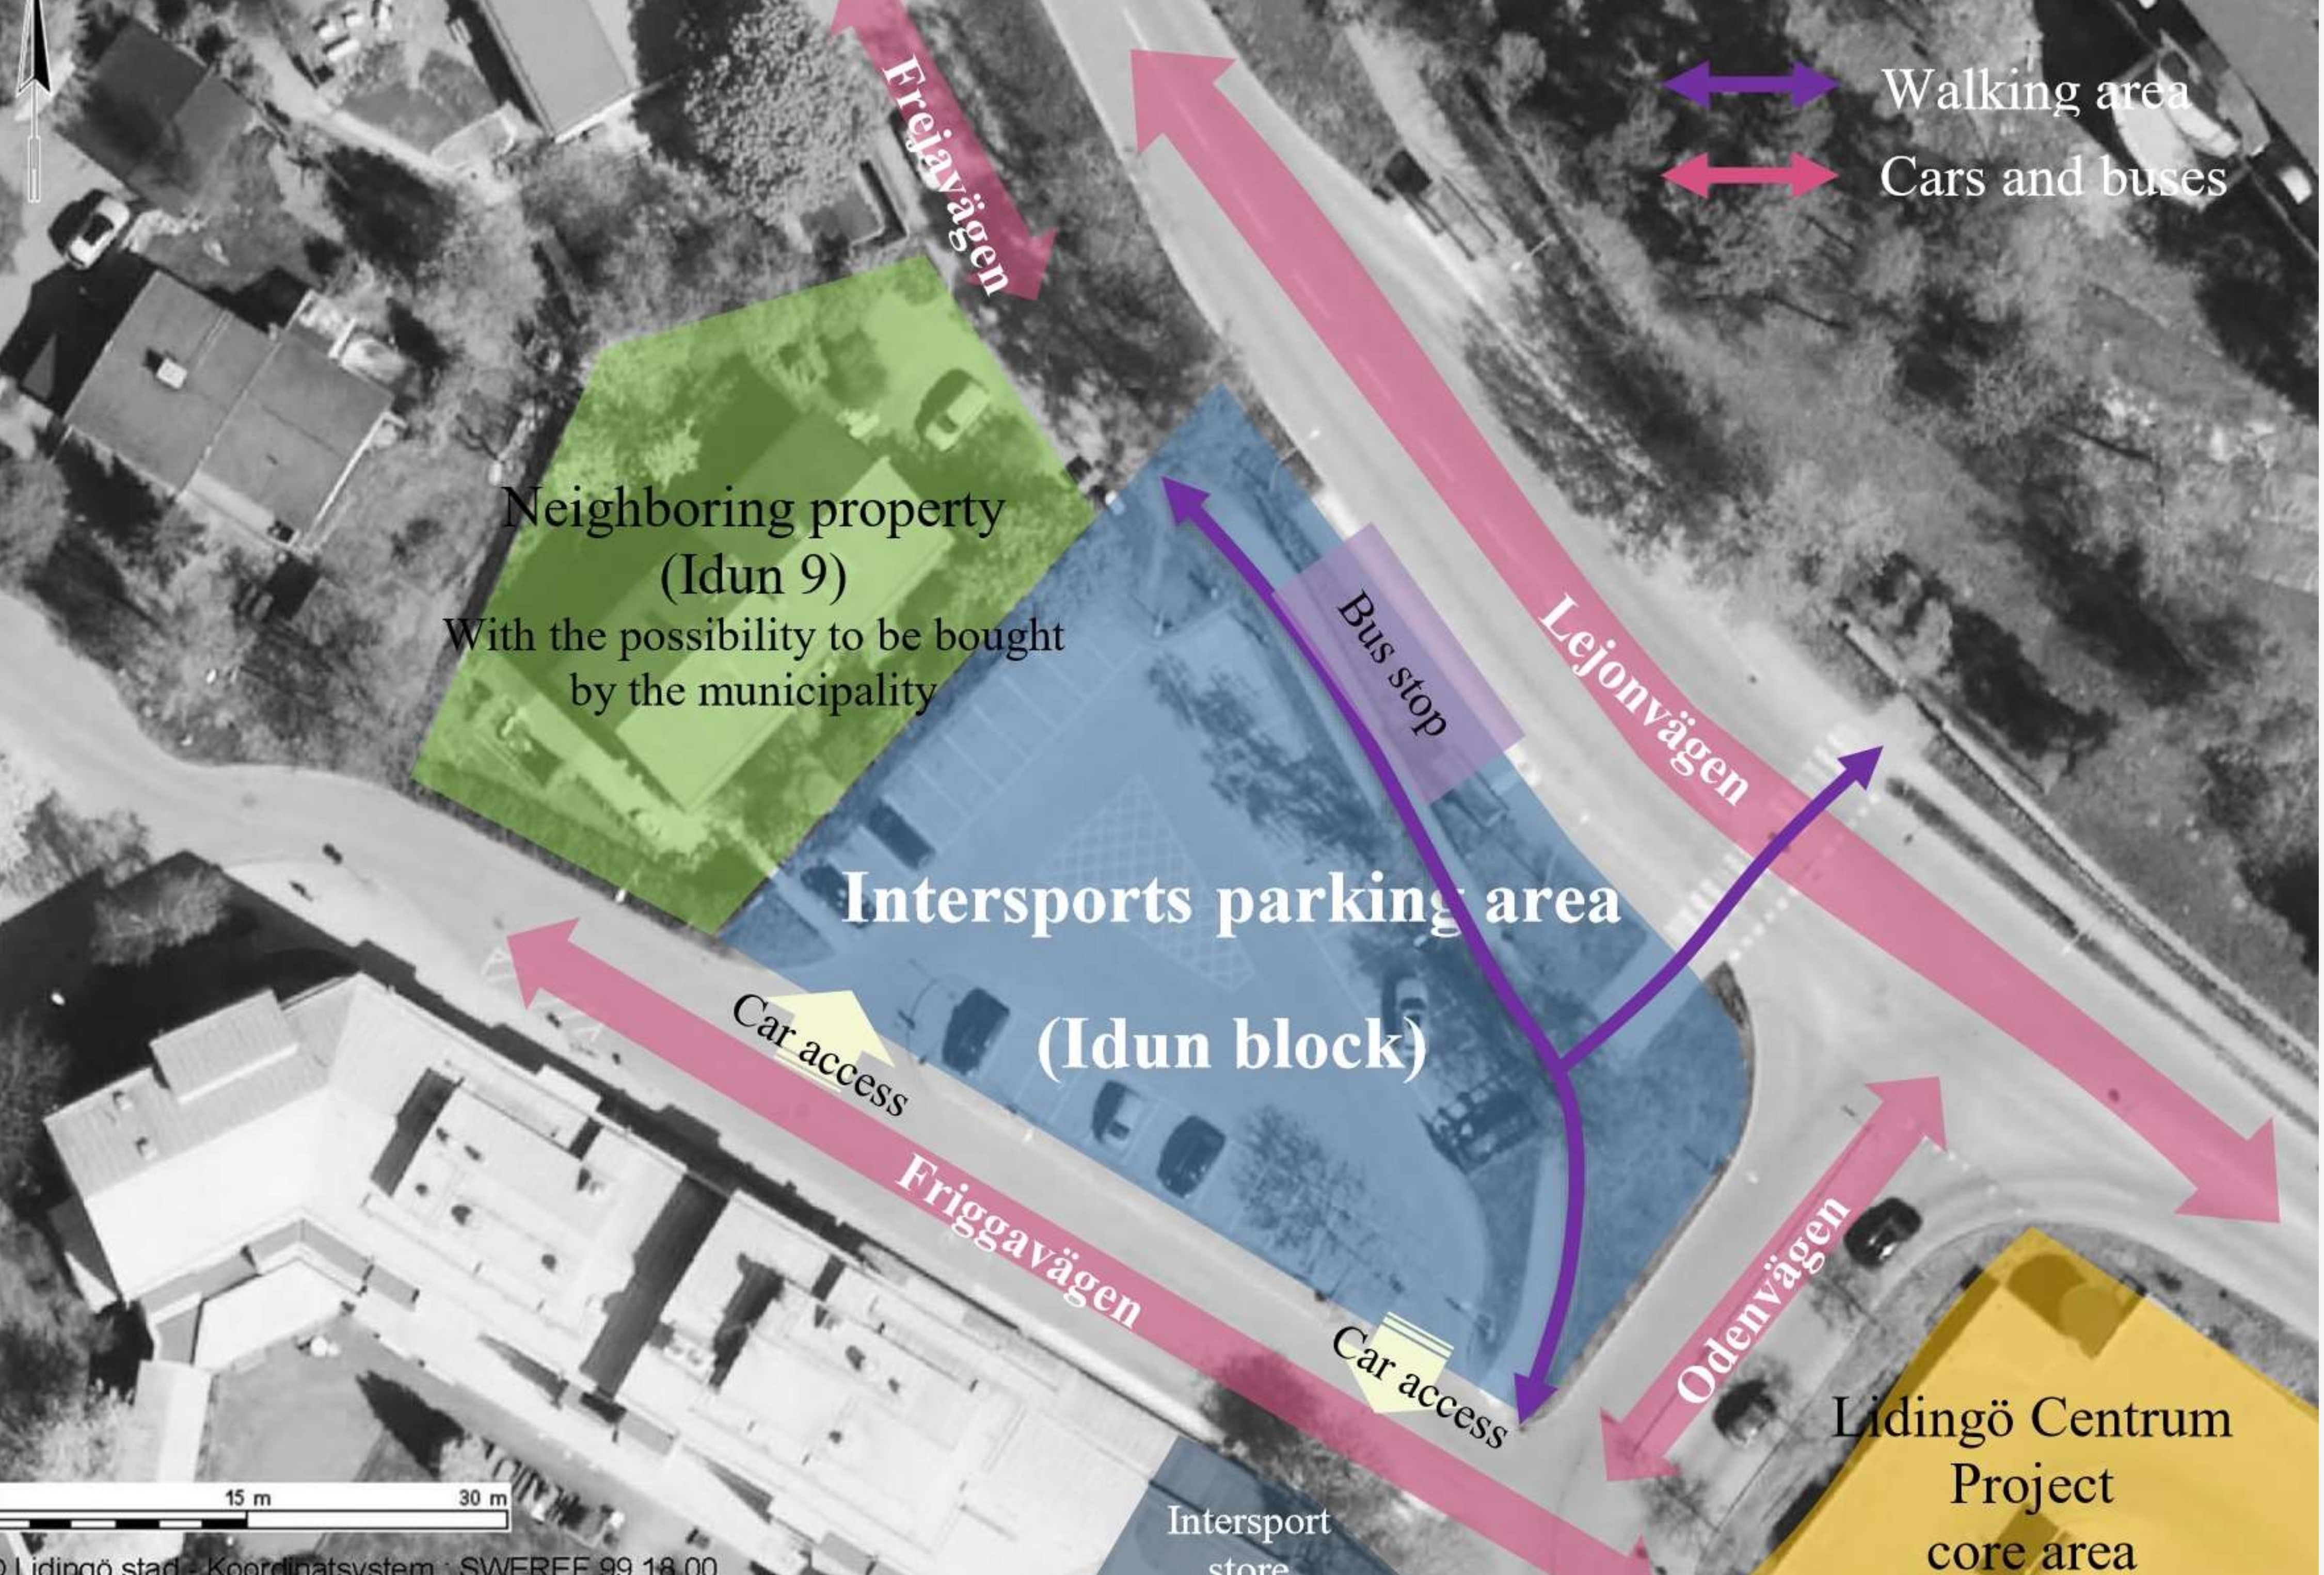 Walking area
Cars and buses
Frejavägen
Neighboring property
(Idun 9)
With the possibility to be bought
by the municipality
Bus stop
Lejonvägen
Intersports parking area
(Idun block)
Car access
Friggavägen
Car access
Odenvägen
Lidingö Centrum
Project
core area
Intersport
store
15 m
30 m
Lidingö stad - Koordinatsystem : SWEREF 99 18 00